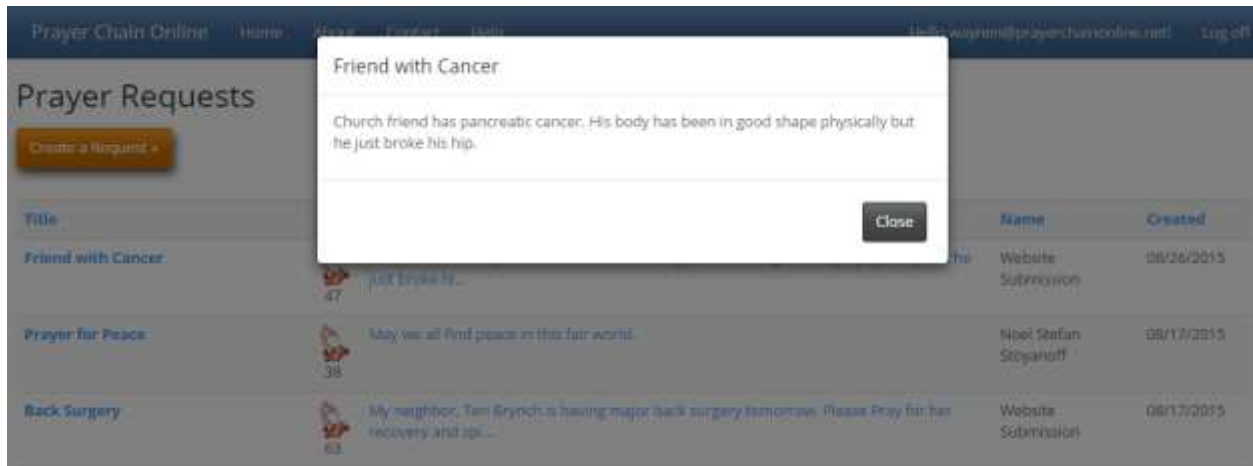 Prayer Chain Online Home About Contact Help Log off
Friend with Cancer
Church friend has pancreatic cancer. His body has been in good shape physically but
he just broke his hip.
Close
Prayer Requests
Create a Request »
Title Name Created
Friend with Cancer the Website 08/26/2015
just broke hi... Submission
47
Prayer for Peace May we all find peace in this fair world. Noel Stefan 08/17/2015
Stoyanoff
38
Back Surgery My neighbor, is having major back surgery tomorrow. Please Pray for her Website 08/17/2015
recovery and Submission
63